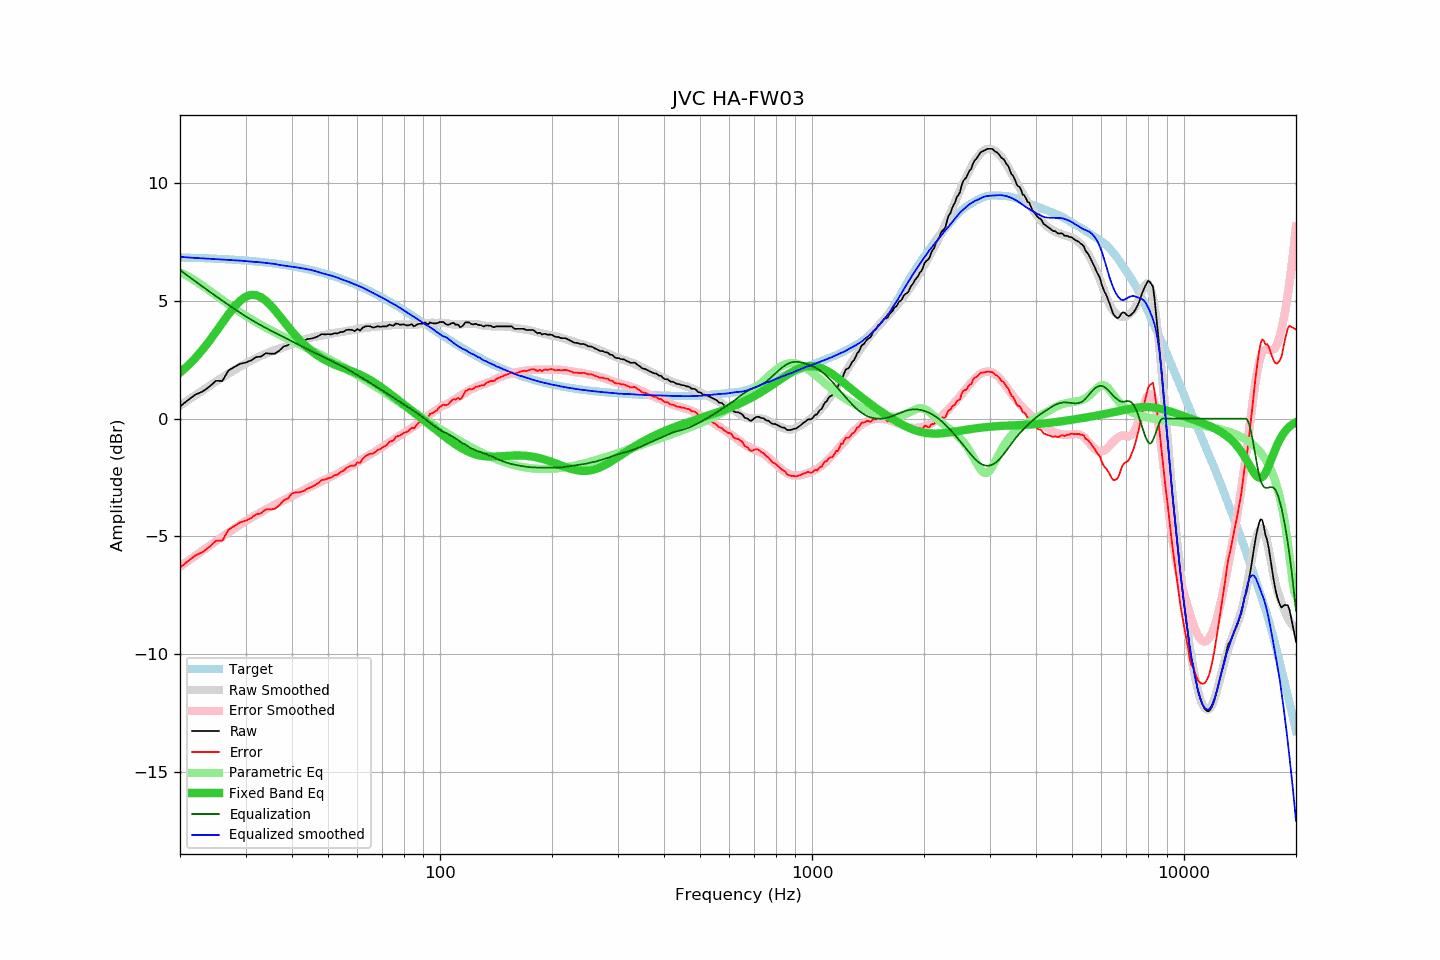 JVC HA-FW03
Amplitude (dBr)
10
5
0
−5
−10
−15
Target
Raw Smoothed
Error Smoothed
Raw
Error
Parametric Eq
Fixed Band Eq
Equalization
Equalized smoothed
100
1000
10000
Frequency (Hz)